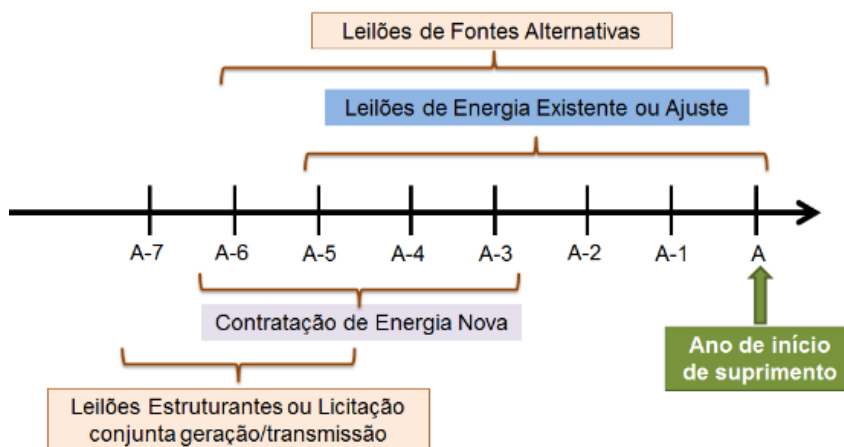 Leilões de Fontes Alternativas
Leilões de Energia Existente ou Ajuste
A-7 A-6 A-5 A-4 A-3 A-2 A-1 A
Contratação de Energia Nova
Ano de início
de suprimento
Leilões Estruturantes ou Licitação
conjunta geração/transmissão